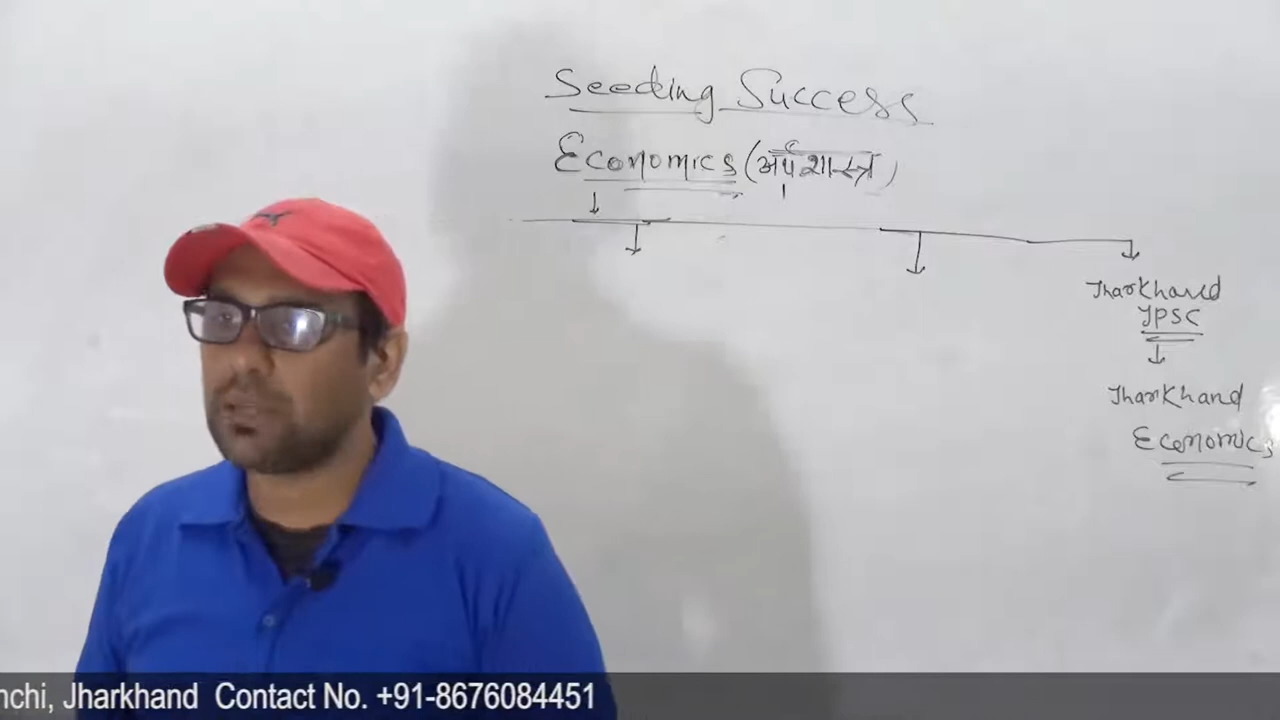 Seeding Success
Economics (अर्थशास्त्र)
Jharkhand
JPSC
Jharkhand
Economics
nchi, Jharkhand Contact No. +91-8676084451